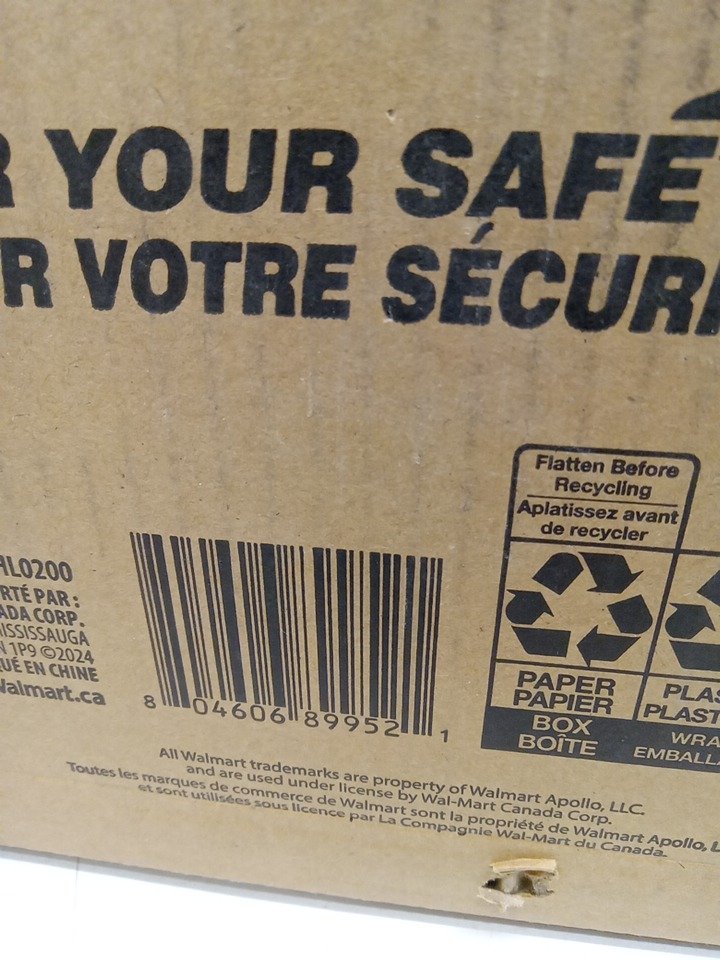 R YOUR SAFE
R VOTRE SÉCURI
Flatten Before
Recycling
Aplatissez avant
de recycler
HL0200
RTÉ PAR :
ADA CORP.
ISSISSAUGA
N 1P9 ©2024
UÉ EN CHINE
Walmart.ca
8 04606 89952 1
PAPER
PAPIER
BOX
BOÎTE
PLAS
PLAST
WRA
EMBALLA
All Walmart trademarks are property of Walmart Apollo, LLC.
and are used under license by Wal-Mart Canada Corp.
Toutes les marques de commerce de Walmart sont la propriété de Walmart Apollo, L
et sont utilisées sous licence par La Compagnie Wal-Mart du Canada.